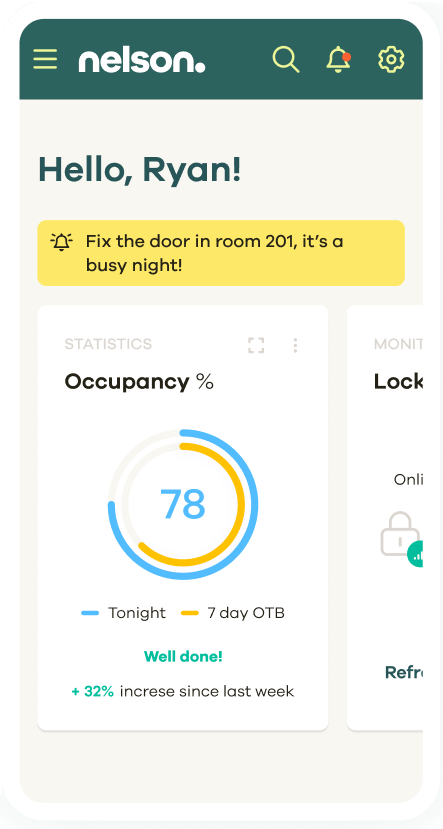 nelson.
Hello, Ryan!
Fix the door in room 201, it's a
busy night!
STATISTICS
Occupancy %
78
Tonight 7 day OTB
Well done!
+ 32% increse since last week
MONIT
Lock
Onli
Refre